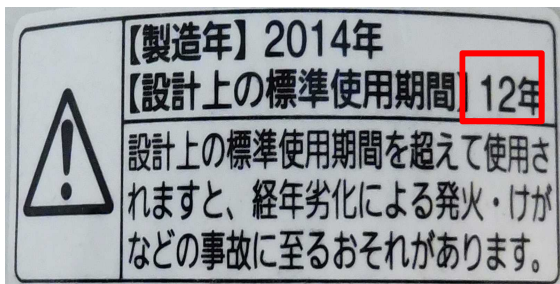 【製造年】2014年
【設計上の標準使用期間】12年
設計上の標準使用期間を超えて使用さ
れますと、経年劣化による発火・けが
などの事故に至るおそれがあります。